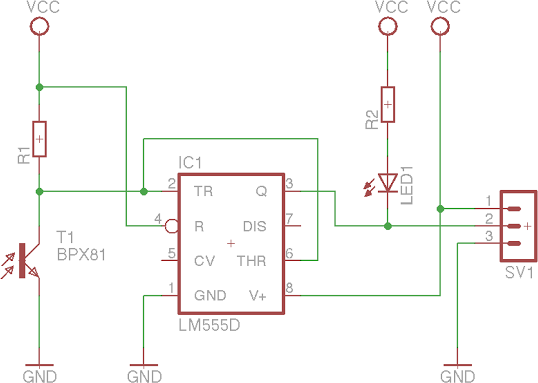 VCC
VCC
VCC
R1
R2
LED1
IC1
2
TR
Q
3
4
R
DIS
7
5
CV
THR
6
1
GND
V+
8
LM555D
T1
BPX81
1
2
3
SV1
GND
GND
GND